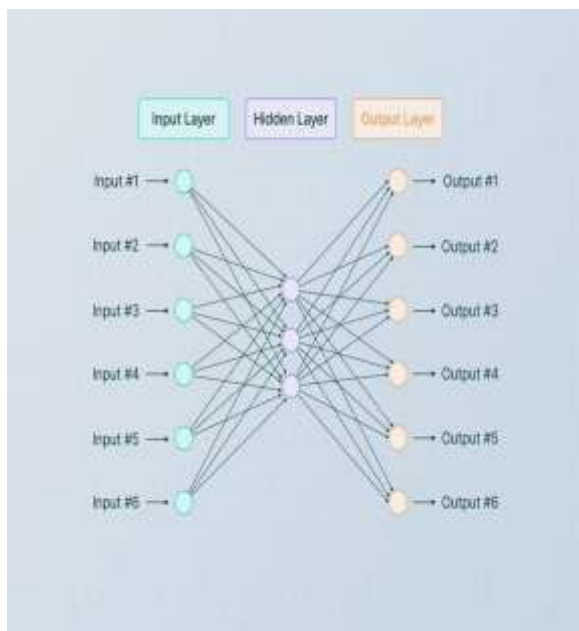 Input Layer Hidden Layer Output Layer
Input #1 Output #1
Input #2 Output #2
Input #3 Output #3
Input #4 Output #4
Input #5 Output #5
Input #6 Output #6